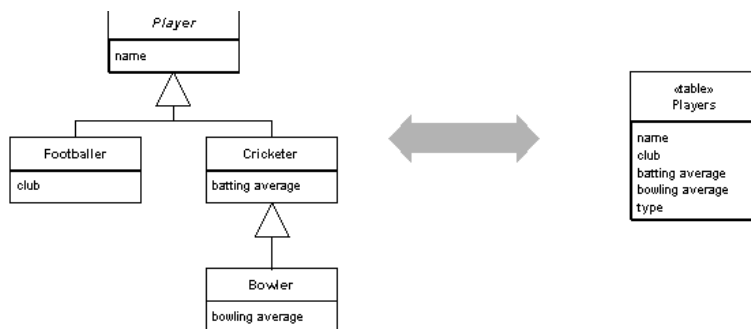 Player
name
Footballer
club
Cricketer
batting average
Bowler
bowling average
«table»
Players
name
club
batting average
bowling average
type